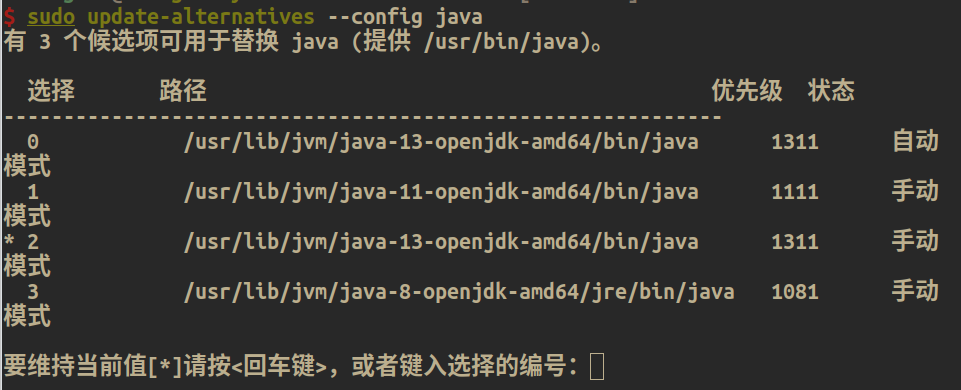 $ sudo update-alternatives --config java
有 3 个候选项可用于替换 java (提供 /usr/bin/java)。
选择 路径 优先级 状态
------------------------------------------------------------
0 /usr/lib/jvm/java-13-openjdk-amd64/bin/java 1311 自动
模式
1 /usr/lib/jvm/java-11-openjdk-amd64/bin/java 1111 手动
模式
* 2 /usr/lib/jvm/java-13-openjdk-amd64/bin/java 1311 手动
模式
3 /usr/lib/jvm/java-8-openjdk-amd64/jre/bin/java 1081 手动
模式
要维持当前值[*]请按<回车键>，或者键入选择的编号：